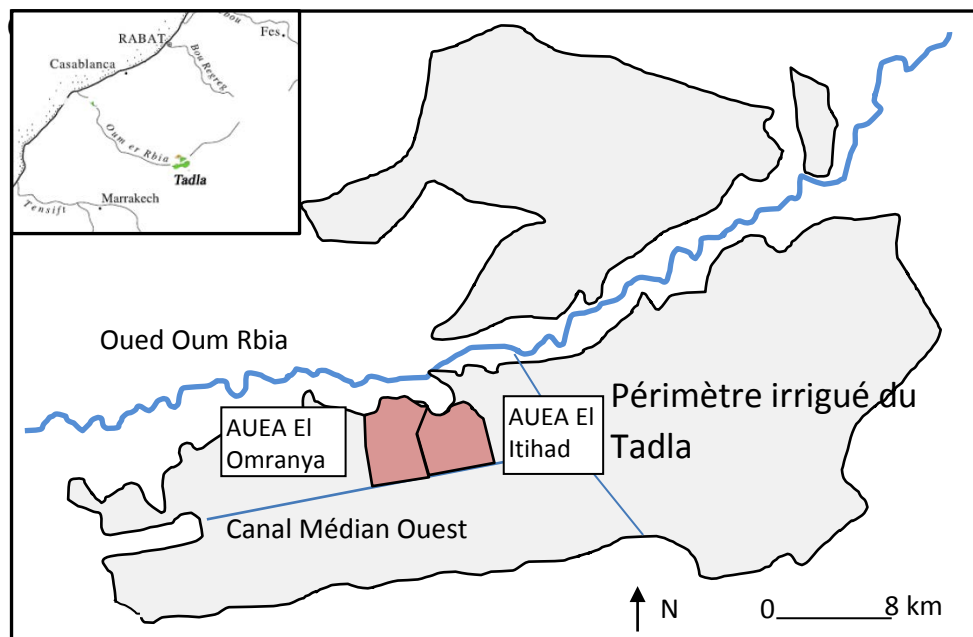 Fes
RABAT
Casablanca
Bou Regreg
Oum er Rbia
Tadla
Marrakech
Tensift
Oued Oum Rbia
Périmètre irrigué du
Tadla
AUEA El
Omranya
AUEA El
Itihad
Canal Médian Ouest
N
0 8 km